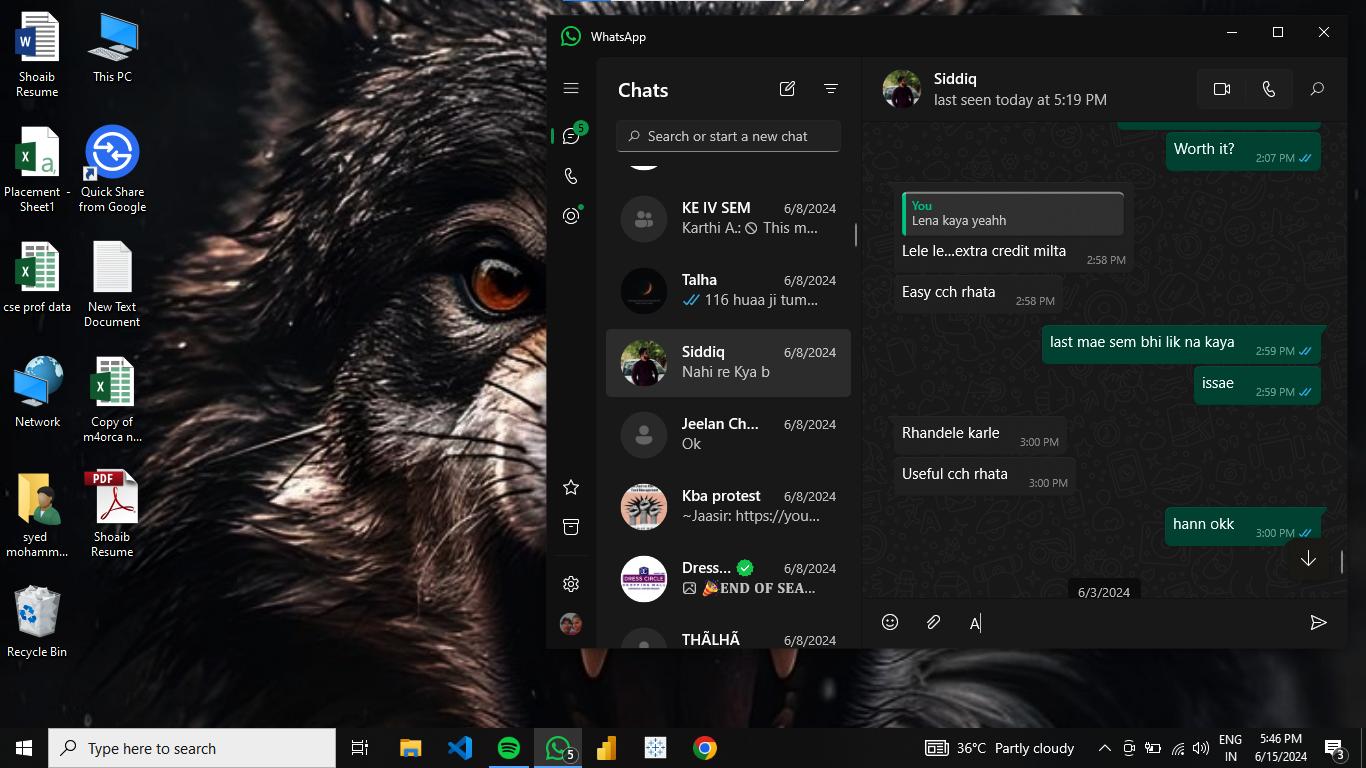 Shoaib
Resume
This PC
Placement -
Sheet1
Quick Share
from Google
cse prof data
New Text
Document
Network
Copy of
m4orca n...
syed
mohamm...
PDF
Shoaib
Resume
Recycle Bin
WhatsApp
5
Chats
Search or start a new chat
KE IV SEM
6/8/2024
Karthi A.: This m...
Talha
6/8/2024
116 huaa ji tum...
Siddiq
6/8/2024
Nahi re Kya b
Jeelan Ch...
6/8/2024
Ok
Kba protest
6/8/2024
~Jaasir: https://you...
Dress...
6/8/2024
🎉𝐄𝐍𝐃 𝐎𝐅 𝐒𝐄𝐀...
DRESS CIRCLE
THÃLHÃ
6/8/2024
Siddiq
last seen today at 5:19 PM
Worth it?
2:07 PM
You
Lena kaya yeahh
Lele le...extra credit milta
2:58 PM
Easy cch rhata
2:58 PM
last mae sem bhi lik na kaya
2:59 PM
issae
2:59 PM
Rhandele karle
3:00 PM
Useful cch rhata
3:00 PM
hann okk
3:00 PM
6/3/2024
A
Type here to search
5
36°C Partly cloudy
ENG
IN
5:46 PM
6/15/2024
3